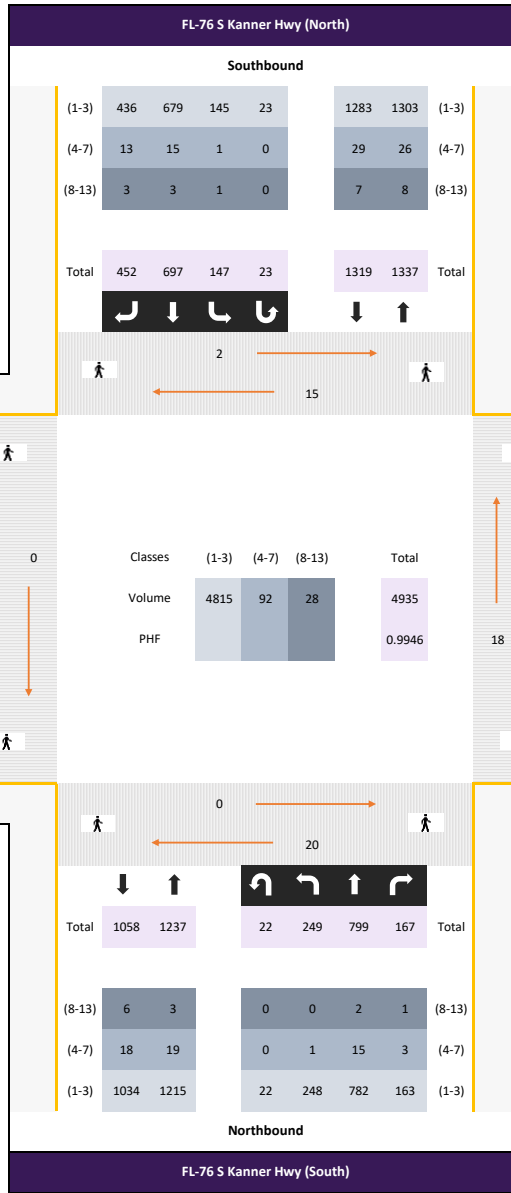 FL-76 S Kanner Hwy (North)
Southbound
(1-3) 436 679 145 23 1283 1303 (1-3)
(4-7) 13 15 1 0 29 26 (4-7)
(8-13) 3 3 1 0 7 8 (8-13)
Total 452 697 147 23 1319 1337 Total
2
15
0
Classes (1-3) (4-7) (8-13) Total
Volume 4815 92 28 4935
PHF 0.9946
18
0
20
Total 1058 1237 22 249 799 167 Total
(8-13) 6 3 0 0 2 1 (8-13)
(4-7) 18 19 0 1 15 3 (4-7)
(1-3) 1034 1215 22 248 782 163 (1-3)
Northbound
FL-76 S Kanner Hwy (South)